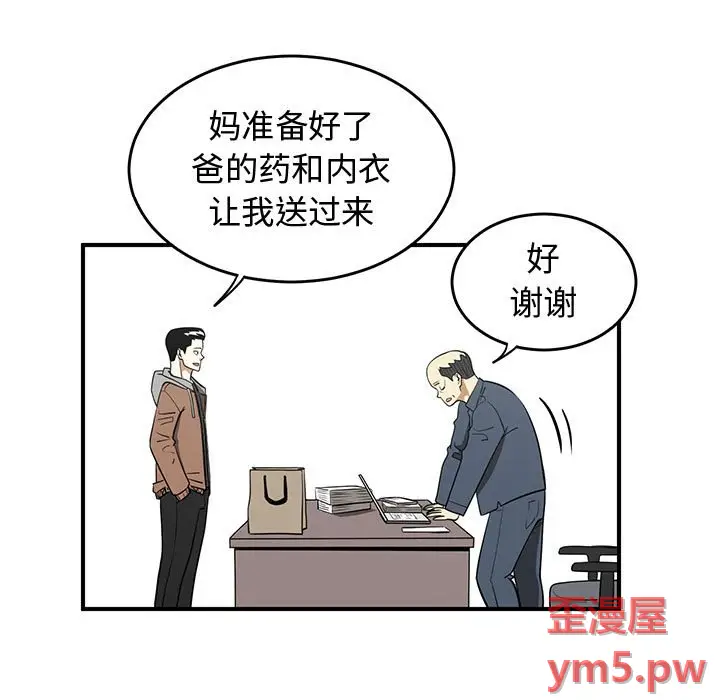 妈准备好了
爸的药和内衣
让我送过来
好
谢谢
歪漫屋
ym5.pw